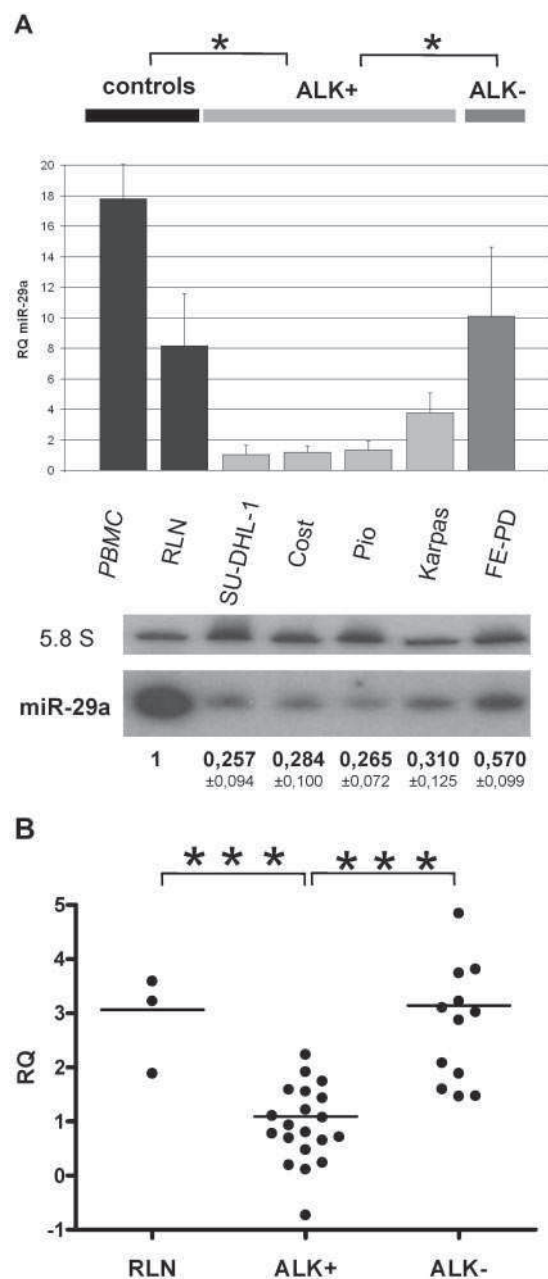 A
* *
controls ALK+ ALK-
20
18
16
14
12
10
8
6
4
2
0
RQ miR-29a
PBMC RLN SU-DHL-1 Cost Pio Karpas FE-PD
5.8 S
miR-29a
1 0,257 0,284 0,265 0,310 0,570
±0,094 ±0,100 ±0,072 ±0,125 ±0,099
B
* * * * * *
5
4
3
2
1
0
-1
RQ
RLN ALK+ ALK-